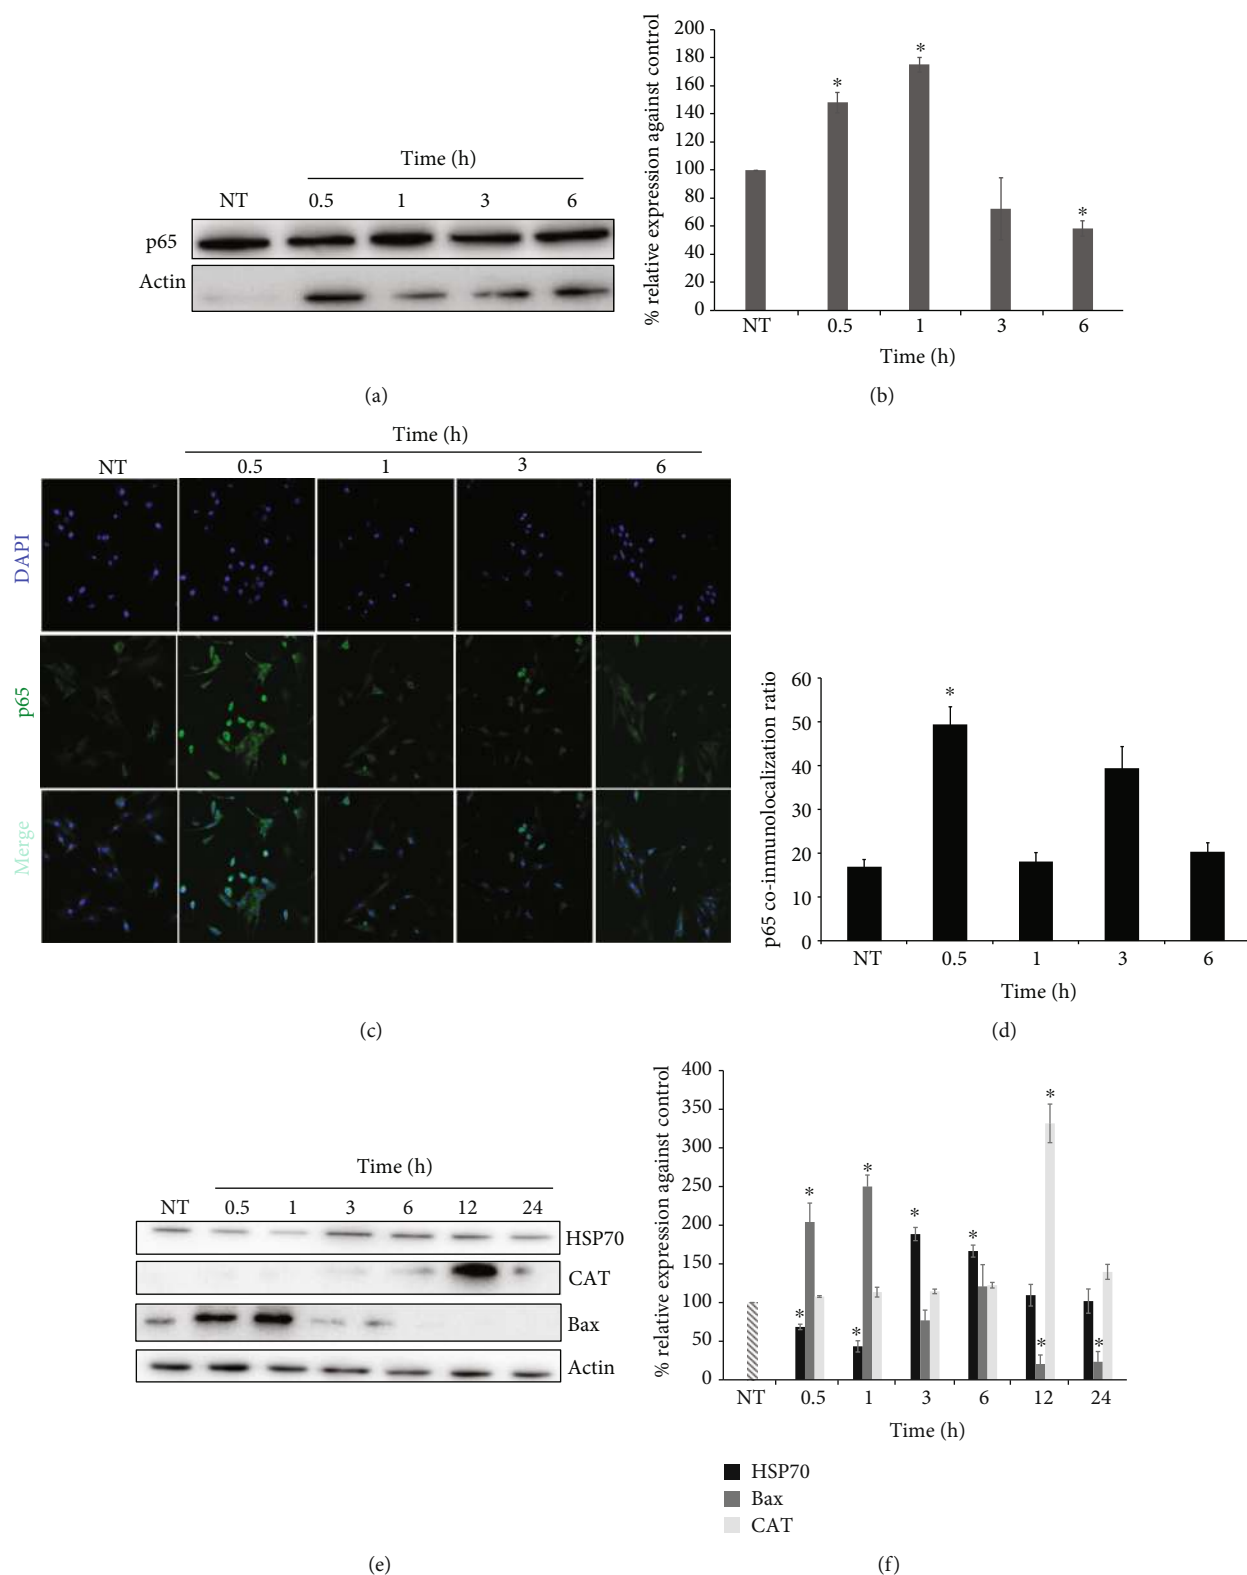 Time (h)
NT 0.5 1 3 6
p65
Actin
(a)
% relative expression against control
200
180
160
140
120
100
80
60
40
20
0
* * *
NT 0.5 1 3 6
Time (h)
(b)
Time (h)
NT 0.5 1 3 6
DAPI
p65
Merge
(c)
p65 co-inmunolocalization ratio
60
50
40
30
20
10
0
*
NT 0.5 1 3 6
Time (h)
(d)
Time (h)
NT 0.5 1 3 6 12 24
HSP70
CAT
Bax
Actin
(e)
% relative expression against control
400
350
300
250
200
150
100
50
0
* * * * * * * * *
NT 0.5 1 3 6 12 24
Time (h)
HSP70
Bax
CAT
(f)